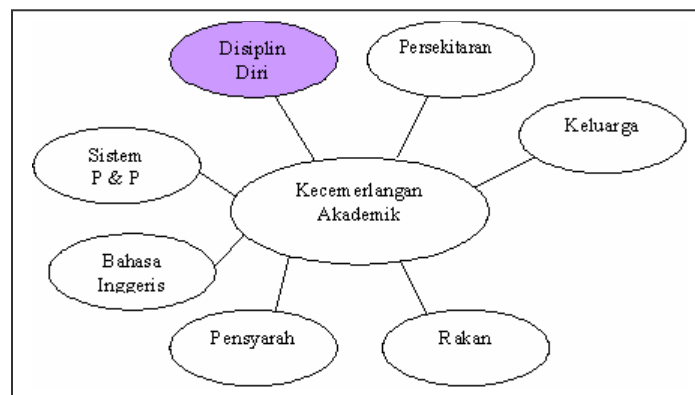 Disiplin
Diri
Persekitaran
Keluarga
Sistem
P & P
Kecemerlangan
Akademik
Bahasa
Inggeris
Pensyarah
Rakan